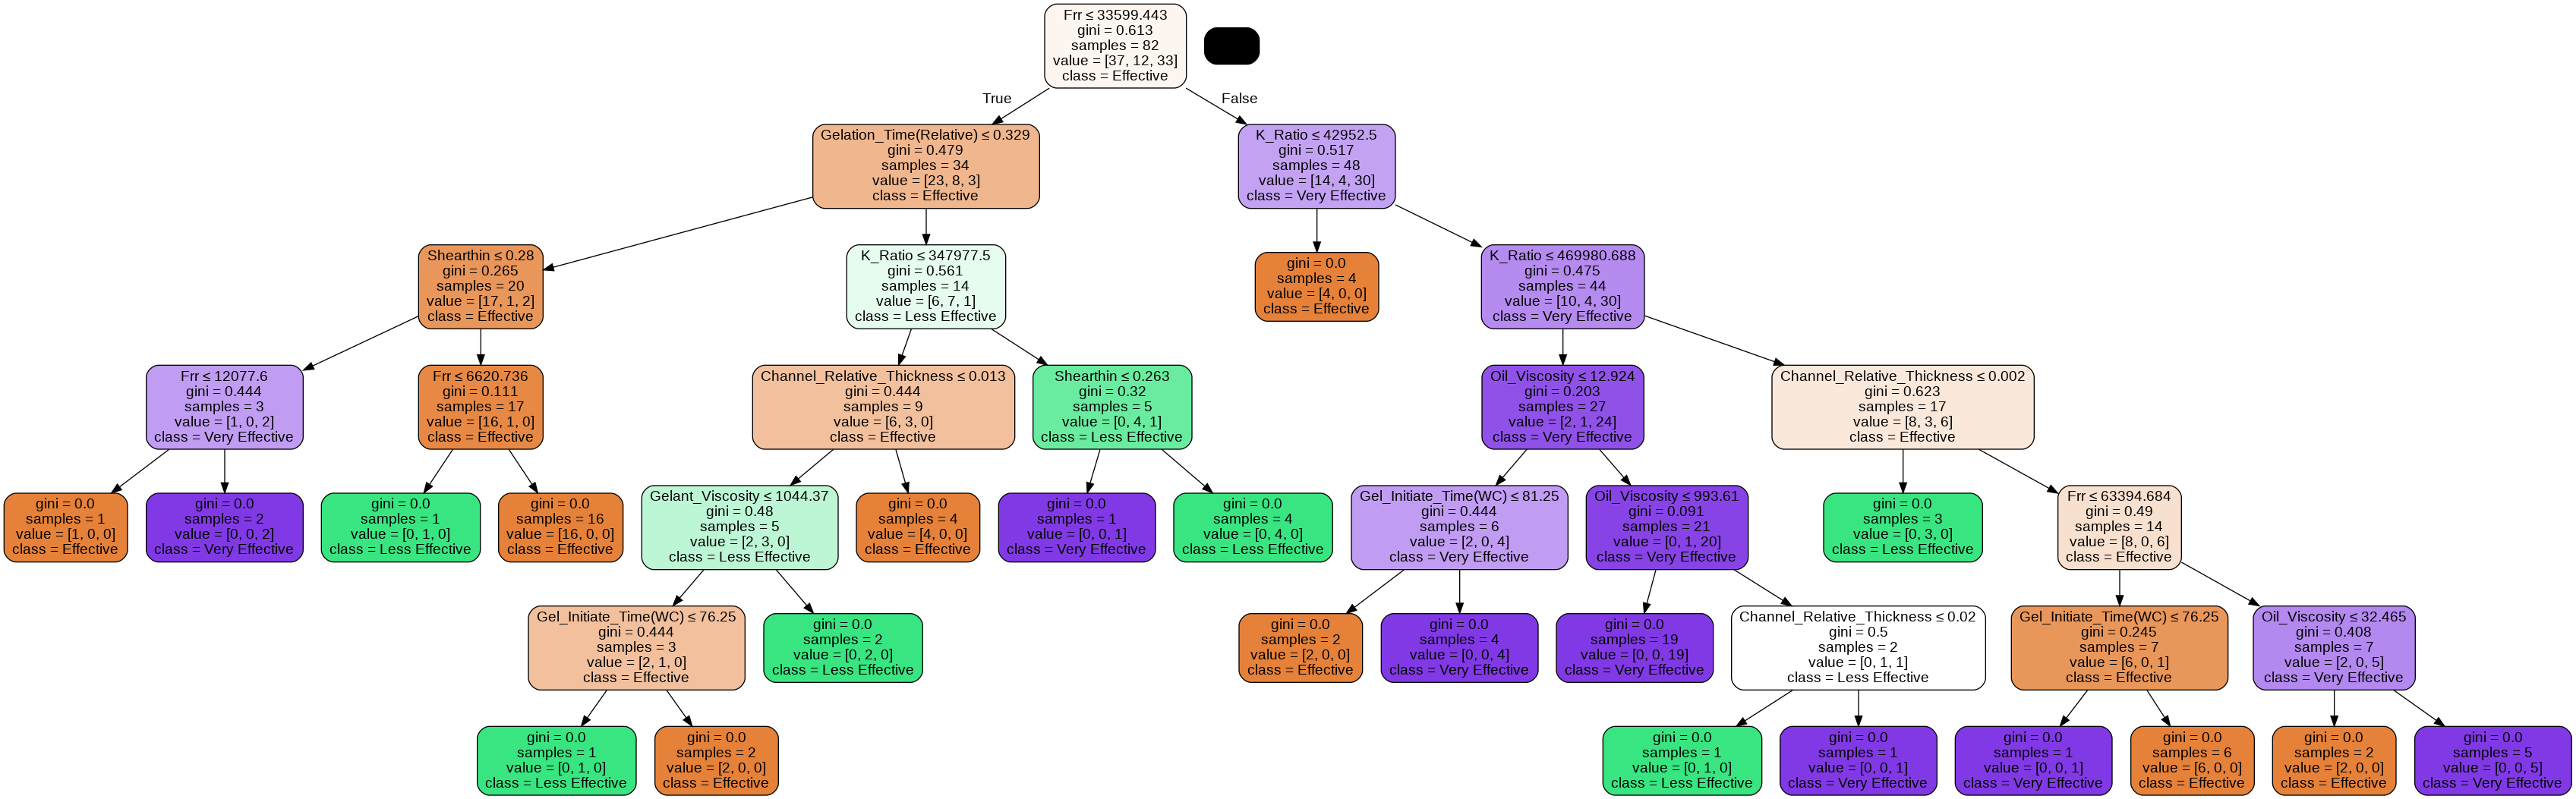 Frr ≤ 33599.443
gini = 0.613
samples = 82
value = [37, 12, 33]
class = Effective
True
False
Gelation_Time(Relative) ≤ 0.329
gini = 0.479
samples = 34
value = [23, 8, 3]
class = Effective
K_Ratio ≤ 42952.5
gini = 0.517
samples = 48
value = [14, 4, 30]
class = Very Effective
Shearthin ≤ 0.28
gini = 0.265
samples = 20
value = [17, 1, 2]
class = Effective
K_Ratio ≤ 347977.5
gini = 0.561
samples = 14
value = [6, 7, 1]
class = Less Effective
gini = 0.0
samples = 4
value = [4, 0, 0]
class = Effective
K_Ratio ≤ 469980.688
gini = 0.475
samples = 44
value = [10, 4, 30]
class = Very Effective
Frr ≤ 12077.6
gini = 0.444
samples = 3
value = [1, 0, 2]
class = Very Effective
Frr ≤ 6620.736
gini = 0.111
samples = 17
value = [16, 1, 0]
class = Effective
Channel_Relative_Thickness ≤ 0.013
gini = 0.444
samples = 9
value = [6, 3, 0]
class = Effective
Shearthin ≤ 0.263
gini = 0.32
samples = 5
value = [0, 4, 1]
class = Less Effective
Oil_Viscosity ≤ 12.924
gini = 0.203
samples = 27
value = [2, 1, 24]
class = Very Effective
Channel_Relative_Thickness ≤ 0.002
gini = 0.623
samples = 17
value = [8, 3, 6]
class = Effective
gini = 0.0
samples = 1
value = [1, 0, 0]
class = Effective
gini = 0.0
samples = 2
value = [0, 0, 2]
class = Very Effective
gini = 0.0
samples = 1
value = [0, 1, 0]
class = Less Effective
gini = 0.0
samples = 16
value = [16, 0, 0]
class = Effective
Gelant_Viscosity ≤ 1044.37
gini = 0.48
samples = 5
value = [2, 3, 0]
class = Less Effective
gini = 0.0
samples = 4
value = [4, 0, 0]
class = Effective
gini = 0.0
samples = 1
value = [0, 0, 1]
class = Very Effective
gini = 0.0
samples = 4
value = [0, 4, 0]
class = Less Effective
Gel_Initiate_Time(WC) ≤ 81.25
gini = 0.444
samples = 6
value = [2, 0, 4]
class = Very Effective
Oil_Viscosity ≤ 993.61
gini = 0.091
samples = 21
value = [0, 1, 20]
class = Very Effective
gini = 0.0
samples = 3
value = [0, 3, 0]
class = Less Effective
Frr ≤ 63394.684
gini = 0.49
samples = 14
value = [8, 0, 6]
class = Effective
Gel_Initiate_Time(WC) ≤ 76.25
gini = 0.444
samples = 3
value = [2, 1, 0]
class = Effective
gini = 0.0
samples = 2
value = [0, 2, 0]
class = Less Effective
gini = 0.0
samples = 2
value = [2, 0, 0]
class = Effective
gini = 0.0
samples = 4
value = [0, 0, 4]
class = Very Effective
gini = 0.0
samples = 19
value = [0, 0, 19]
class = Very Effective
Channel_Relative_Thickness ≤ 0.02
gini = 0.5
samples = 2
value = [0, 1, 1]
class = Less Effective
Gel_Initiate_Time(WC) ≤ 76.25
gini = 0.245
samples = 7
value = [6, 0, 1]
class = Effective
Oil_Viscosity ≤ 32.465
gini = 0.408
samples = 7
value = [2, 0, 5]
class = Very Effective
gini = 0.0
samples = 1
value = [0, 1, 0]
class = Less Effective
gini = 0.0
samples = 2
value = [2, 0, 0]
class = Effective
gini = 0.0
samples = 1
value = [0, 1, 0]
class = Less Effective
gini = 0.0
samples = 1
value = [0, 0, 1]
class = Very Effective
gini = 0.0
samples = 1
value = [0, 0, 1]
class = Very Effective
gini = 0.0
samples = 6
value = [6, 0, 0]
class = Effective
gini = 0.0
samples = 2
value = [2, 0, 0]
class = Effective
gini = 0.0
samples = 5
value = [0, 0, 5]
class = Very Effective